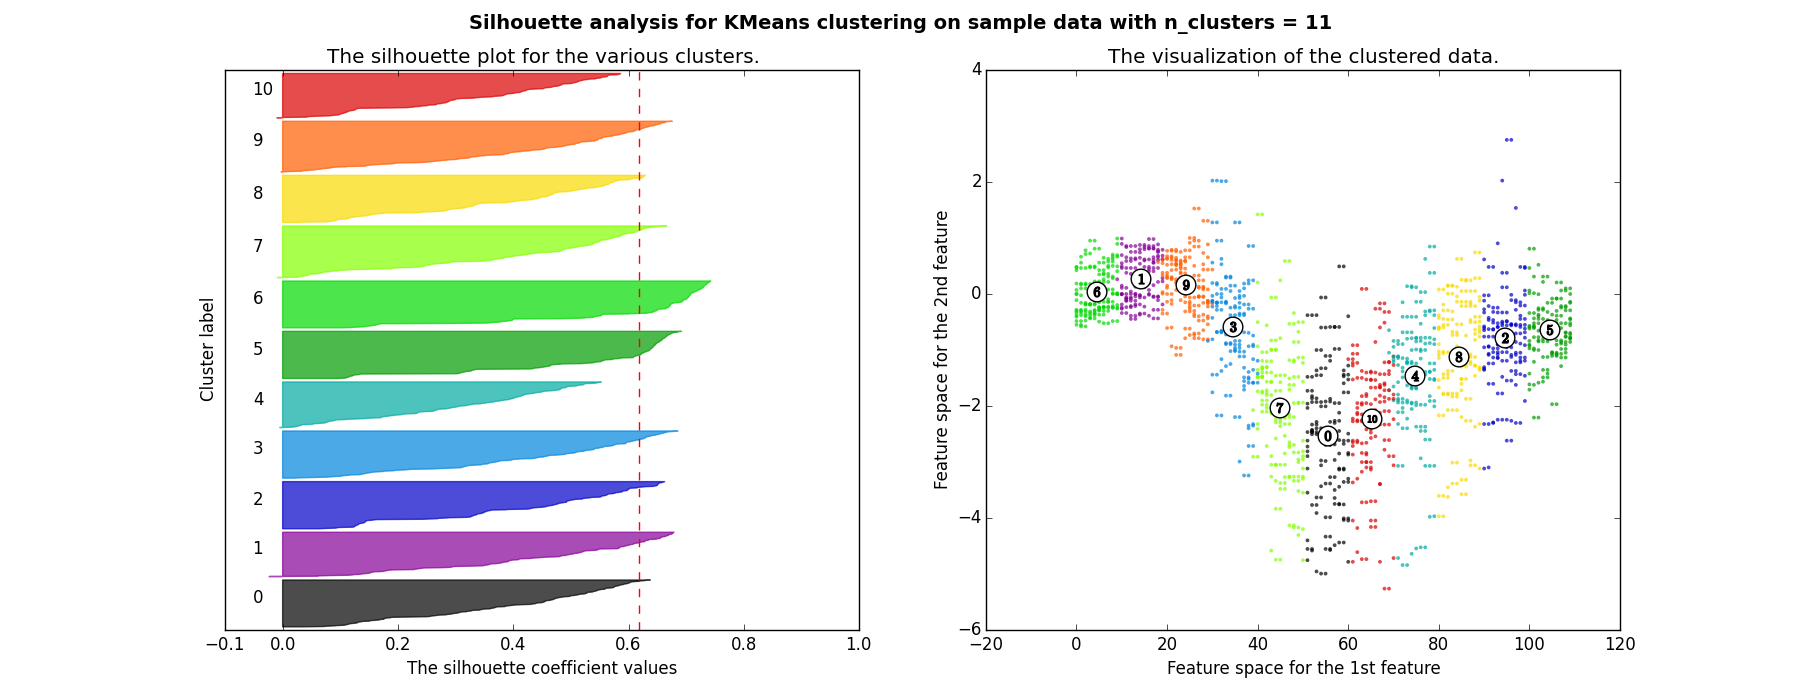 Silhouette analysis for KMeans clustering on sample data with n_clusters = 11
The silhouette plot for the various clusters.
10
9
8
7
6
5
4
3
2
1
0
Cluster label
−0.1 0.0 0.2 0.4 0.6 0.8 1.0
The silhouette coefficient values
The visualization of the clustered data.
4
2
0
−2
−4
−6
Feature space for the 2nd feature
6 1 9 3 7 0 10 4 8 2 5
−20 0 20 40 60 80 100 120
Feature space for the 1st feature